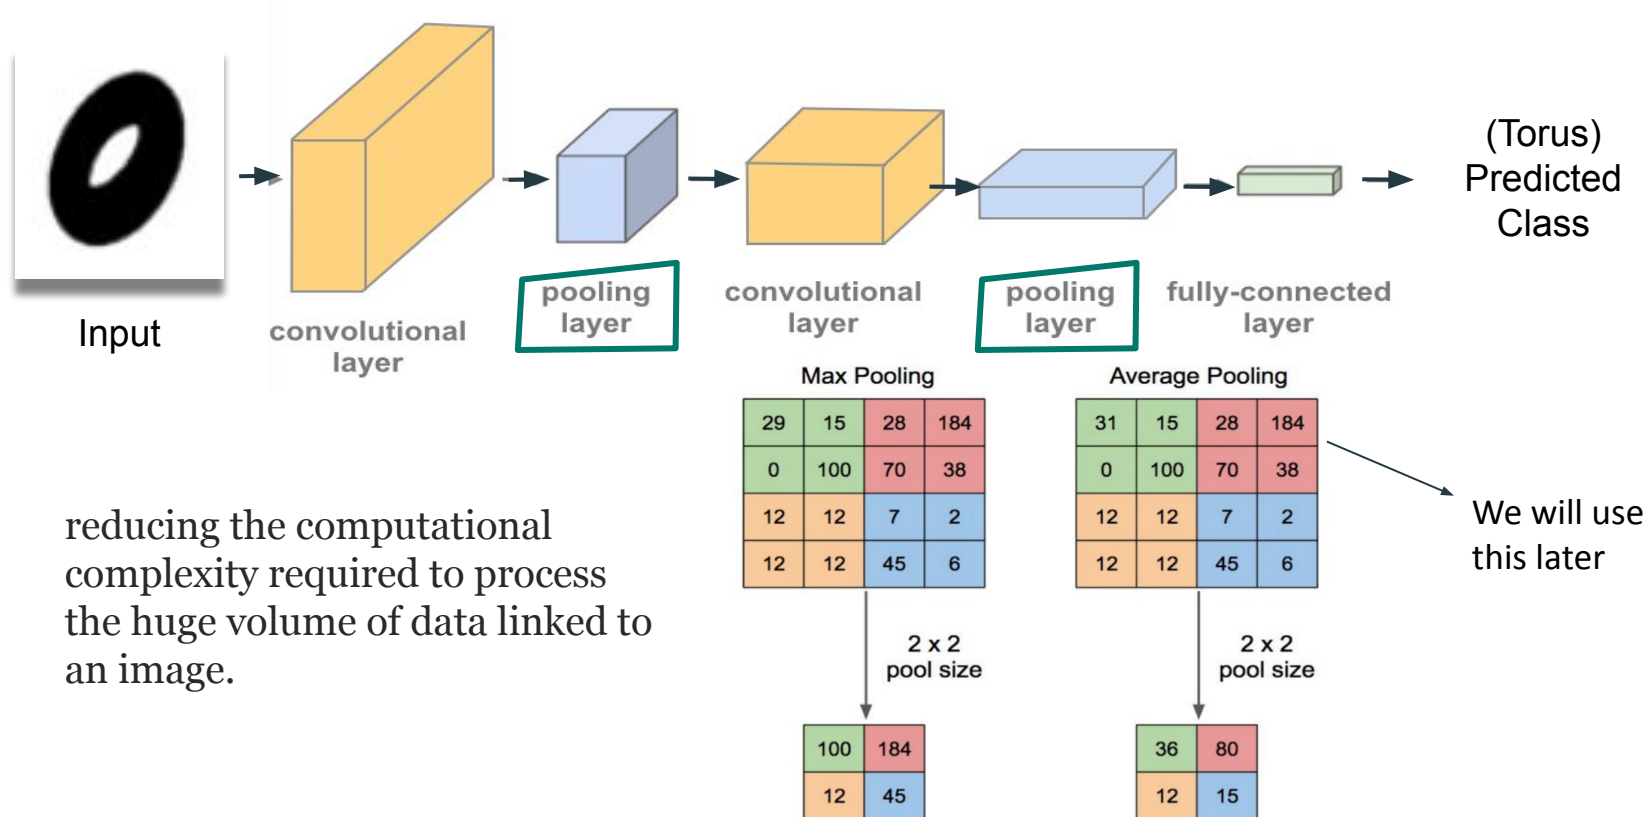 (Torus)
Predicted
Class
Input
convolutional
layer
pooling
layer
convolutional
layer
pooling
layer
fully-connected
layer
reducing the computational
complexity required to process
the huge volume of data linked to
an image.
Max Pooling
29 15 28 184
0 100 70 38
12 12 7 2
12 12 45 6
2 x 2
pool size
100 184
12 45
Average Pooling
31 15 28 184
0 100 70 38
12 12 7 2
12 12 45 6
2 x 2
pool size
36 80
12 15
We will use
this later